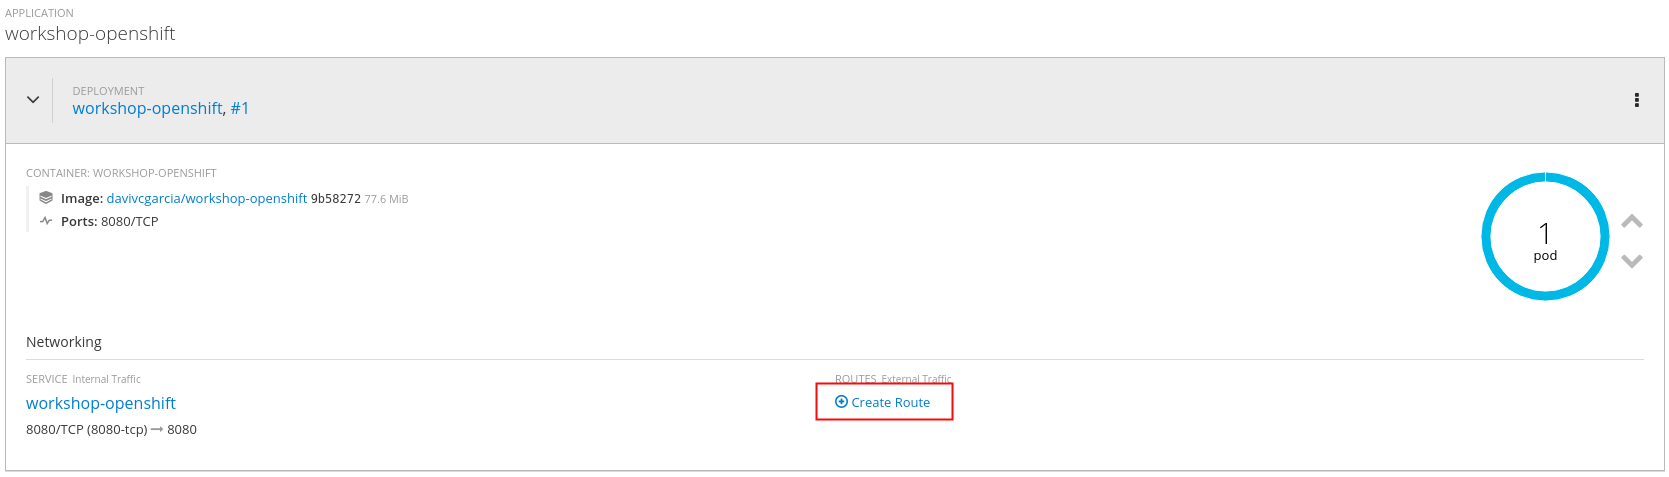 APPLICATION
workshop-openshift
DEPLOYMENT
workshop-openshift, #1
CONTAINER: WORKSHOP-OPENSHIFT
Image: davivcgarcia/workshop-openshift 9b58272 77.6 MiB
Ports: 8080/TCP
1
pod
Networking
SERVICE Internal Traffic
workshop-openshift
8080/TCP (8080-tcp) → 8080
ROUTES External Traffic
Create Route